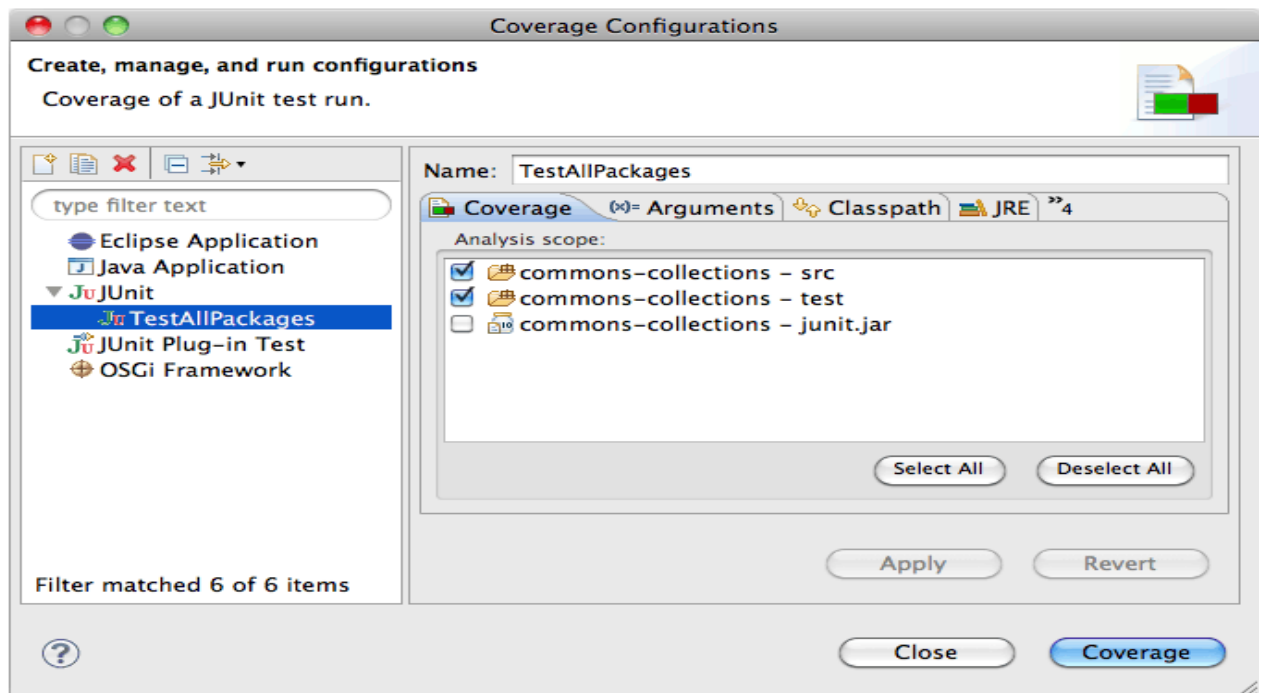 Coverage Configurations
Create, manage, and run configurations
Coverage of a JUnit test run.
type filter text
Eclipse Application
Java Application
JUnit
TestAllPackages
JUnit Plug-in Test
OSGi Framework
Filter matched 6 of 6 items
Name: TestAllPackages
Coverage (x)= Arguments Classpath JRE »4
Analysis scope:
commons-collections – src
commons-collections – test
commons-collections – junit.jar
Select All Deselect All
Apply Revert
? Close Coverage